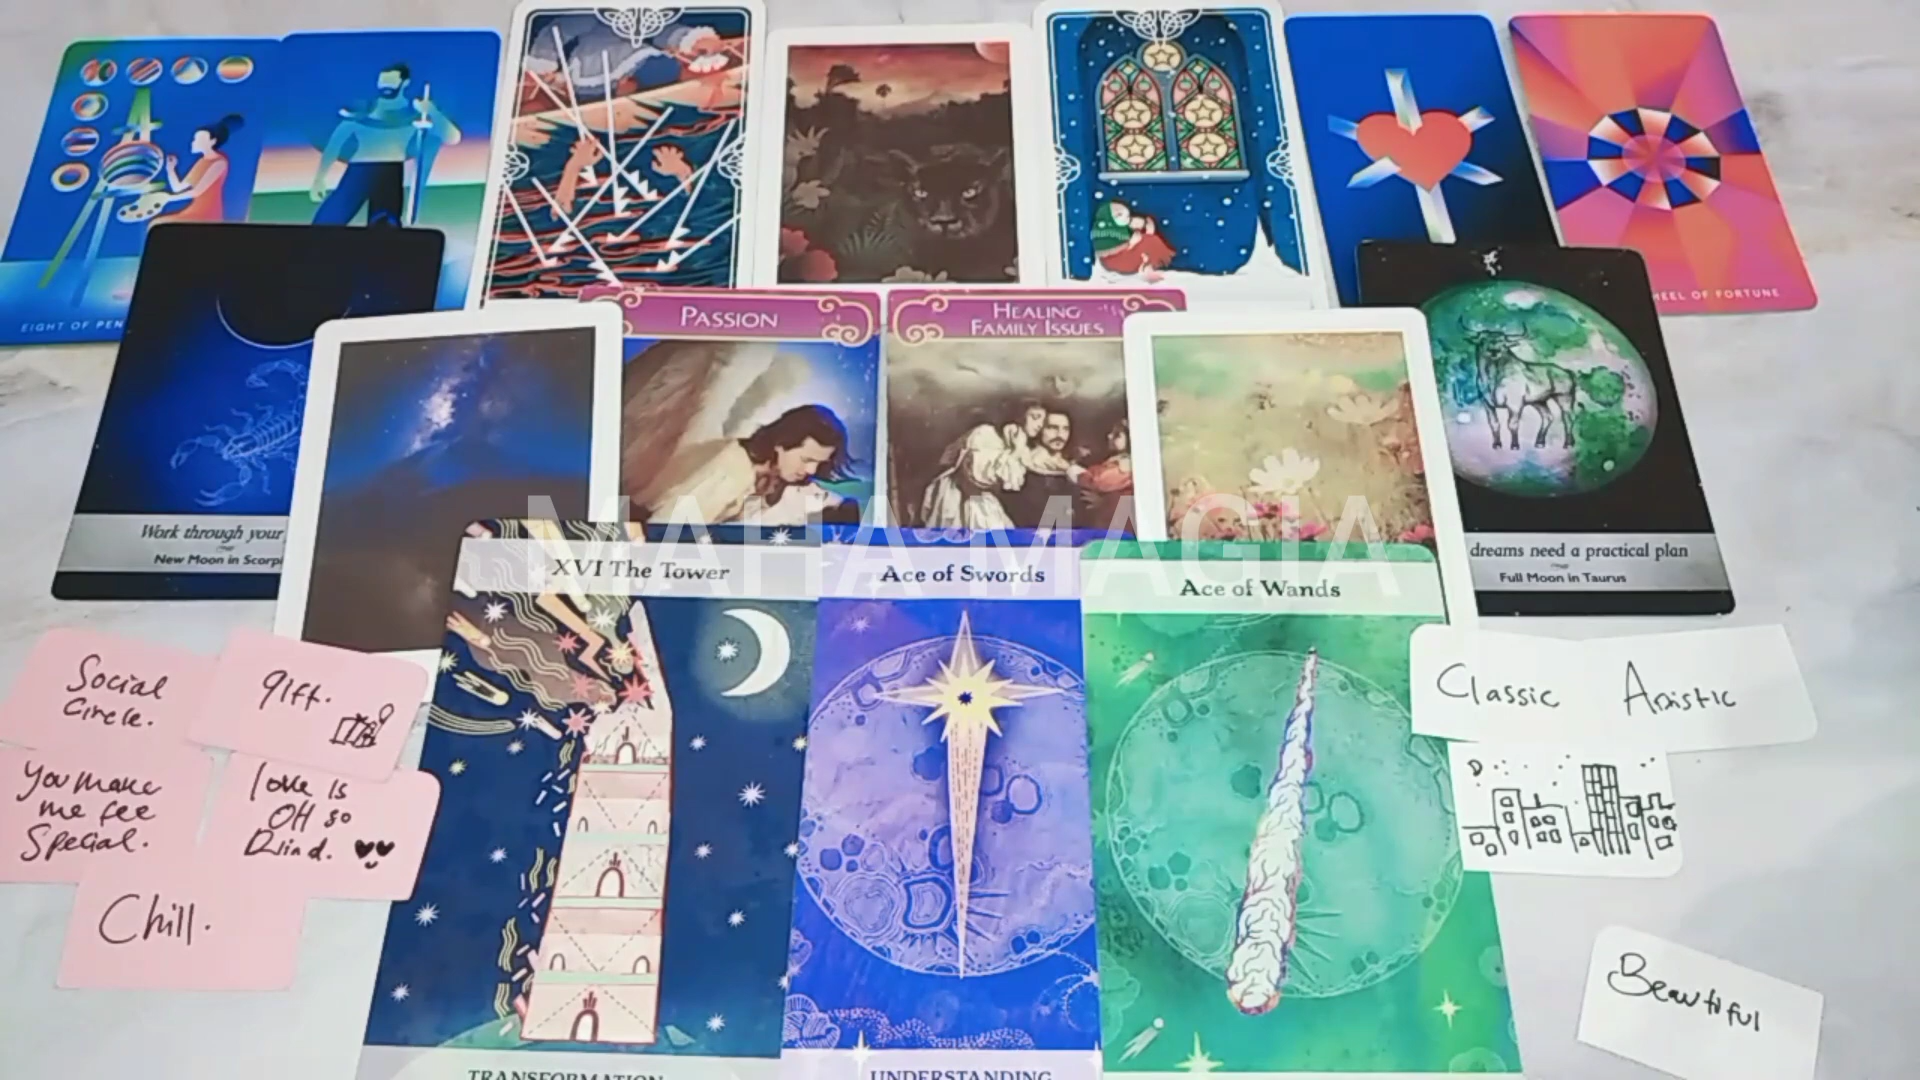 EIGHT OF PEN
HEEL OF FORTUNE
PASSION
HEALING
FAMILY ISSUES
Work through your
New Moon in Scorpi
dreams need a practical plan
Full Moon in Taurus
MAHA MAGIA
XVI The Tower
Ace of Swords
Ace of Wands
Social
Circle.
gift.
You make
me fee
Special.
love is
OH so
Blind.
Chill.
Classic
Artistic
Beautiful
TRANSFORMATION
UNDERSTANDING